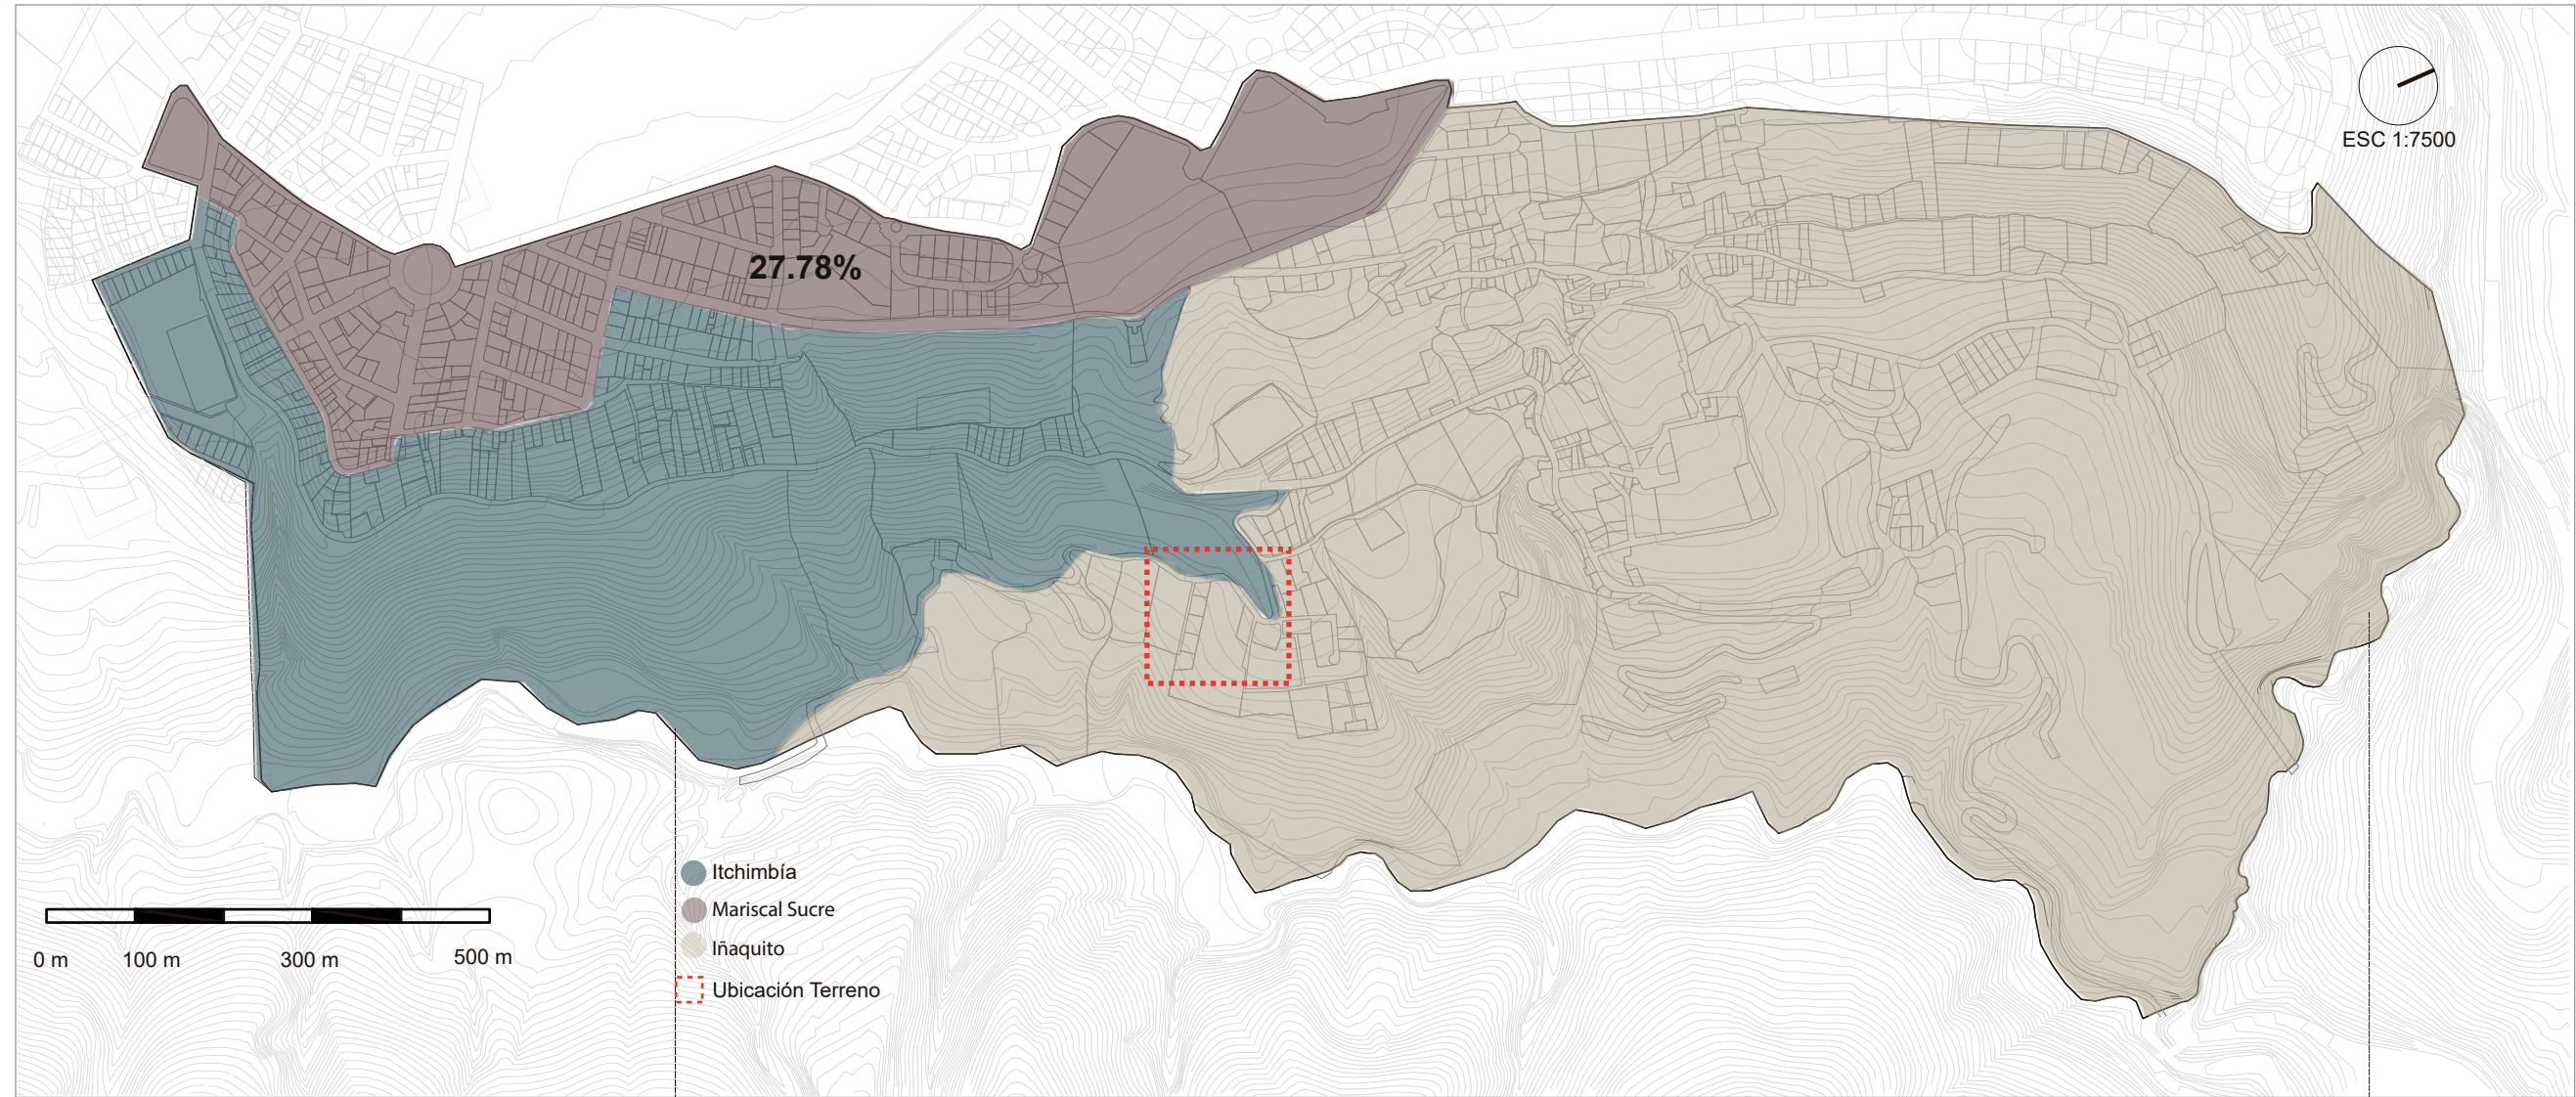 ESC 1:7500
27.78%
Itchimbía
Mariscal Sucre
Iñaquito
Ubicación Terreno
0 m 100 m 300 m 500 m